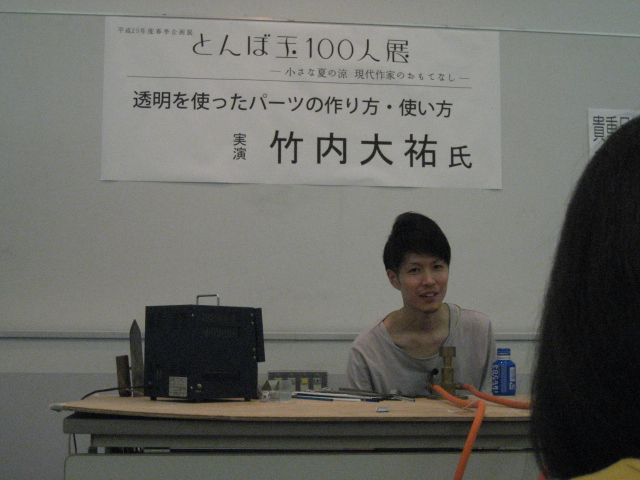 平成25年度春季企画展
とんぼ玉100人展
—小さな夏の涼 現代作家のおもてなし—
透明を使ったパーツの作り方・使い方
実演 竹内大祐氏
貴重